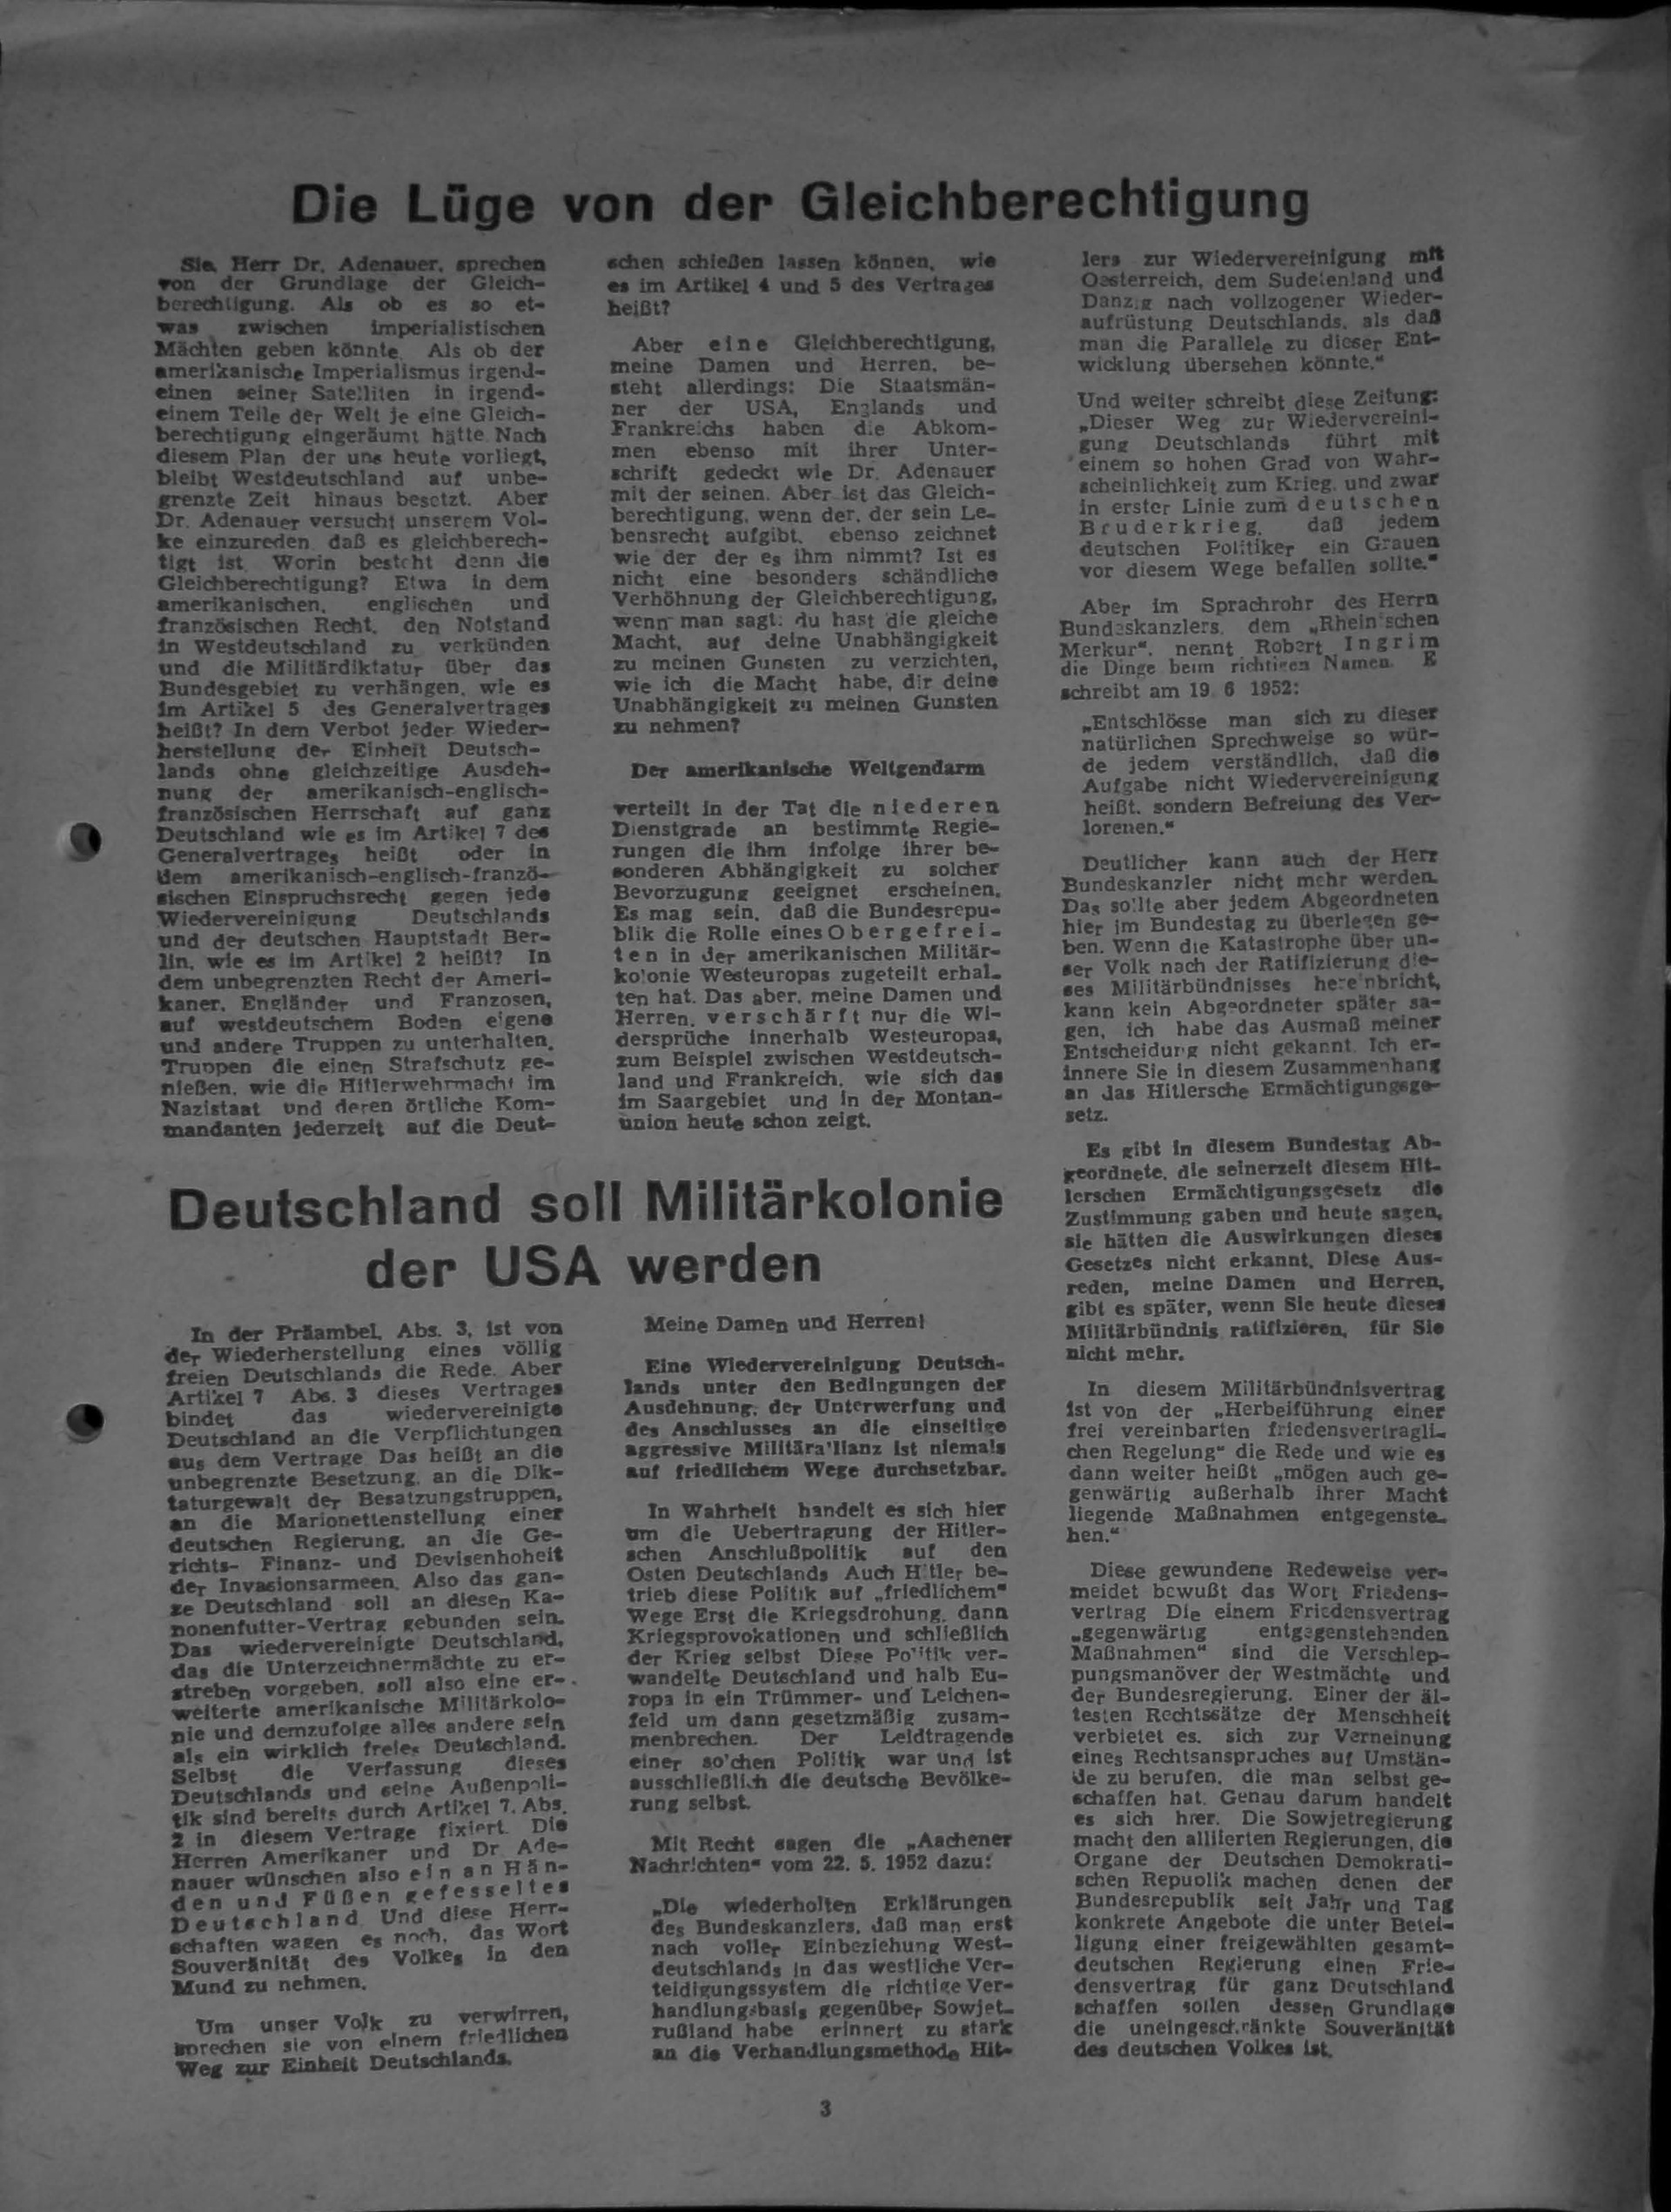 Die Lüge von der Gleichberechtigung
Sie, Herr Dr. Adenauer, sprechen
von der Grundlage der Gleich-
berechtigung. Als ob es so et-
was zwischen imperialistischen
Mächten geben könnte. Als ob der
amerikanische Imperialismus irgend-
einen seiner Satelliten in irgend-
einem Teile der Welt je eine Gleich-
berechtigung eingeräumt hätte. Nach
diesem Plan der uns heute vorliegt,
bleibt Westdeutschland auf unbe-
grenzte Zeit hinaus besetzt. Aber
Dr. Adenauer versucht unserem Vol-
ke einzureden daß es gleichberech-
tigt ist. Worin besteht denn die
Gleichberechtigung? Etwa in dem
amerikanischen, englischen und
französischen Recht, den Notstand
in Westdeutschland zu verkünden
und die Militärdiktatur über das
Bundesgebiet zu verhängen, wie es
im Artikel 5 des Generalvertrages
heißt? In dem Verbot jeder Wieder-
herstellung der Einheit Deutsch-
lands ohne gleichzeitige Ausdeh-
nung der amerikanisch-englisch-
französischen Herrschaft auf ganz
Deutschland wie es im Artikel 7 des
Generalvertrages heißt oder in
dem amerikanisch-englisch-franzö-
sischen Einspruchsrecht gegen jede
Wiedervereinigung Deutschlands
und der deutschen Hauptstadt Ber-
lin, wie es im Artikel 2 heißt? In
dem unbegrenzten Recht der Ameri-
kaner, Engländer und Franzosen,
auf westdeutschem Boden eigene
und andere Truppen zu unterhalten,
Truppen die einen Strafschutz ge-
nießen, wie die Hitlerwehrmacht im
Nazistaat und deren örtliche Kom-
mandanten jederzeit auf die Deut-
schen schießen lassen können, wie
es im Artikel 4 und 5 des Vertrages
heißt?
Aber eine Gleichberechtigung,
meine Damen und Herren, be-
steht allerdings: Die Staatsmän-
ner der USA, Englands und
Frankreichs haben die Abkom-
men ebenso mit ihrer Unter-
schrift gedeckt wie Dr. Adenauer
mit der seinen. Aber ist das Gleich-
berechtigung, wenn der, der sein Le-
bensrecht aufgibt, ebenso zeichnet
wie der der es ihm nimmt? Ist es
nicht eine besonders schändliche
Verhöhnung der Gleichberechtigung,
wenn man sagt: du hast die gleiche
Macht, auf deine Unabhängigkeit
zu meinen Gunsten zu verzichten,
wie ich die Macht habe, dir deine
Unabhängigkeit zu meinen Gunsten
zu nehmen?
Der amerikanische Weltgendarm
verteilt in der Tat die niederen
Dienstgrade an bestimmte Regie-
rungen die ihm infolge ihrer be-
sonderen Abhängigkeit zu solcher
Bevorzugung geeignet erscheinen.
Es mag sein, daß die Bundesrepu-
blik die Rolle eines Obergefrei-
ten in der amerikanischen Militär-
kolonie Westeuropas zugeteilt erhal-
ten hat. Das aber, meine Damen und
Herren, verschärft nur die Wi-
dersprüche innerhalb Westeuropas,
zum Beispiel zwischen Westdeutsch-
land und Frankreich, wie sich das
im Saargebiet und in der Montan-
union heute schon zeigt.
Deutschland soll Militärkolonie
der USA werden
In der Präambel, Abs. 3, ist von
der Wiederherstellung eines völlig
freien Deutschlands die Rede. Aber
Artikel 7 Abs. 3 dieses Vertrages
bindet das wiedervereinigte
Deutschland an die Verpflichtungen
aus dem Vertrage Das heißt an die
unbegrenzte Besetzung, an die Dik-
taturgewalt der Besatzungstruppen,
an die Marionettenstellung einer
deutschen Regierung, an die Ge-
richts- Finanz- und Devisenhoheit
der Invasionsarmeen. Also das gan-
ze Deutschland soll an diesen Ka-
nonenfutter-Vertrag gebunden sein.
Das wiedervereinigte Deutschland,
das die Unterzeichnermächte zu er-
streben vorgeben, soll also eine er-
weiterte amerikanische Militärkolo-
nie und demzufolge alles andere sein
als ein wirklich freies Deutschland.
Selbst die Verfassung dieses
Deutschlands und seine Außenpoli-
tik sind bereits durch Artikel 7, Abs.
2 in diesem Vertrage fixiert. Die
Herren Amerikaner und Dr Ade-
nauer wünschen also ein an Hän-
den und Füßen gefesseltes
Deutschland. Und diese Herr-
schaften wagen es noch, das Wort
Souveränität des Volkes in den
Mund zu nehmen.
Um unser Volk zu verwirren,
sprechen sie von einem friedlichen
Weg zur Einheit Deutschlands.
Meine Damen und Herren!
Eine Wiedervereinigung Deutsch-
lands unter den Bedingungen der
Ausdehnung, der Unterwerfung und
des Anschlusses an die einseitige
aggressive Militärallianz ist niemals
auf friedlichem Wege durchsetzbar.
In Wahrheit handelt es sich hier
um die Uebertragung der Hitler-
schen Anschlußpolitik auf den
Osten Deutschlands Auch Hitler be-
trieb diese Politik auf „friedlichem"
Wege Erst die Kriegsdrohung, dann
Kriegsprovokationen und schließlich
der Krieg selbst Diese Politik ver-
wandelte Deutschland und halb Eu-
ropa in ein Trümmer- und Leichen-
feld um dann gesetzmäßig zusam-
menbrechen. Der Leidtragende
einer solchen Politik war und ist
ausschließlich die deutsche Bevölke-
rung selbst.
Mit Recht sagen die „Aachener
Nachrichten" vom 22. 5. 1952 dazu:
„Die wiederholten Erklärungen
des Bundeskanzlers, daß man erst
nach voller Einbeziehung West-
deutschlands in das westliche Ver-
teidigungssystem die richtige Ver-
handlungsbasis gegenüber Sowjet-
rußland habe erinnert zu stark
an die Verhandlungsmethode Hit-
lers zur Wiedervereinigung mit
Oesterreich, dem Sudetenland und
Danzig nach vollzogener Wieder-
aufrüstung Deutschlands, als daß
man die Parallele zu dieser Ent-
wicklung übersehen könnte."
Und weiter schreibt diese Zeitung:
„Dieser Weg zur Wiedervereini-
gung Deutschlands führt mit
einem so hohen Grad von Wahr-
scheinlichkeit zum Krieg, und zwar
in erster Linie zum deutschen
Bruderkrieg, daß jedem
deutschen Politiker ein Grauen
vor diesem Wege befallen sollte."
Aber im Sprachrohr des Herrn
Bundeskanzlers, dem „Rheinischen
Merkur", nennt Robert Ingrim
die Dinge beim richtigen Namen. E
schreibt am 19. 6 1952:
„Entschlösse man sich zu dieser
natürlichen Sprechweise so wür-
de jedem verständlich, daß die
Aufgabe nicht Wiedervereinigung
heißt, sondern Befreiung des Ver-
lorenen."
Deutlicher kann auch der Herr
Bundeskanzler nicht mehr werden.
Das sollte aber jedem Abgeordneten
hier im Bundestag zu überlegen ge-
ben. Wenn die Katastrophe über un-
ser Volk nach der Ratifizierung die-
ses Militärbündnisses hereinbricht,
kann kein Abgeordneter später sa-
gen, ich habe das Ausmaß meiner
Entscheidung nicht gekannt. Ich er-
innere Sie in diesem Zusammenhang
an das Hitlersche Ermächtigungsge-
setz.
Es gibt in diesem Bundestag Ab-
geordnete, die seinerzeit diesem Hit-
lerschen Ermächtigungsgesetz die
Zustimmung gaben und heute sagen,
sie hätten die Auswirkungen dieses
Gesetzes nicht erkannt. Diese Aus-
reden, meine Damen und Herren,
gibt es später, wenn Sie heute dieses
Militärbündnis ratifizieren, für Sie
nicht mehr.
In diesem Militärbündnisvertrag
ist von der „Herbeiführung einer
frei vereinbarten friedensvertragli-
chen Regelung" die Rede und wie es
dann weiter heißt „mögen auch ge-
genwärtig außerhalb ihrer Macht
liegende Maßnahmen entgegenste-
hen."
Diese gewundene Redeweise ver-
meidet bewußt das Wort Friedens-
vertrag Die einem Friedensvertrag
„gegenwärtig entgegenstehenden
Maßnahmen" sind die Verschlep-
pungsmanöver der Westmächte und
der Bundesregierung. Einer der äl-
testen Rechtssätze der Menschheit
verbietet es, sich zur Verneinung
eines Rechtsanspruches auf Umstän-
de zu berufen, die man selbst ge-
schaffen hat. Genau darum handelt
es sich hier. Die Sowjetregierung
macht den alliierten Regierungen, die
Organe der Deutschen Demokrati-
schen Republik machen denen der
Bundesrepublik seit Jahr und Tag
konkrete Angebote die unter Betei-
ligung einer freigewählten gesamt-
deutschen Regierung einen Frie-
densvertrag für ganz Deutschland
schaffen sollen dessen Grundlage
die uneingeschränkte Souveränität
des deutschen Volkes ist.
3